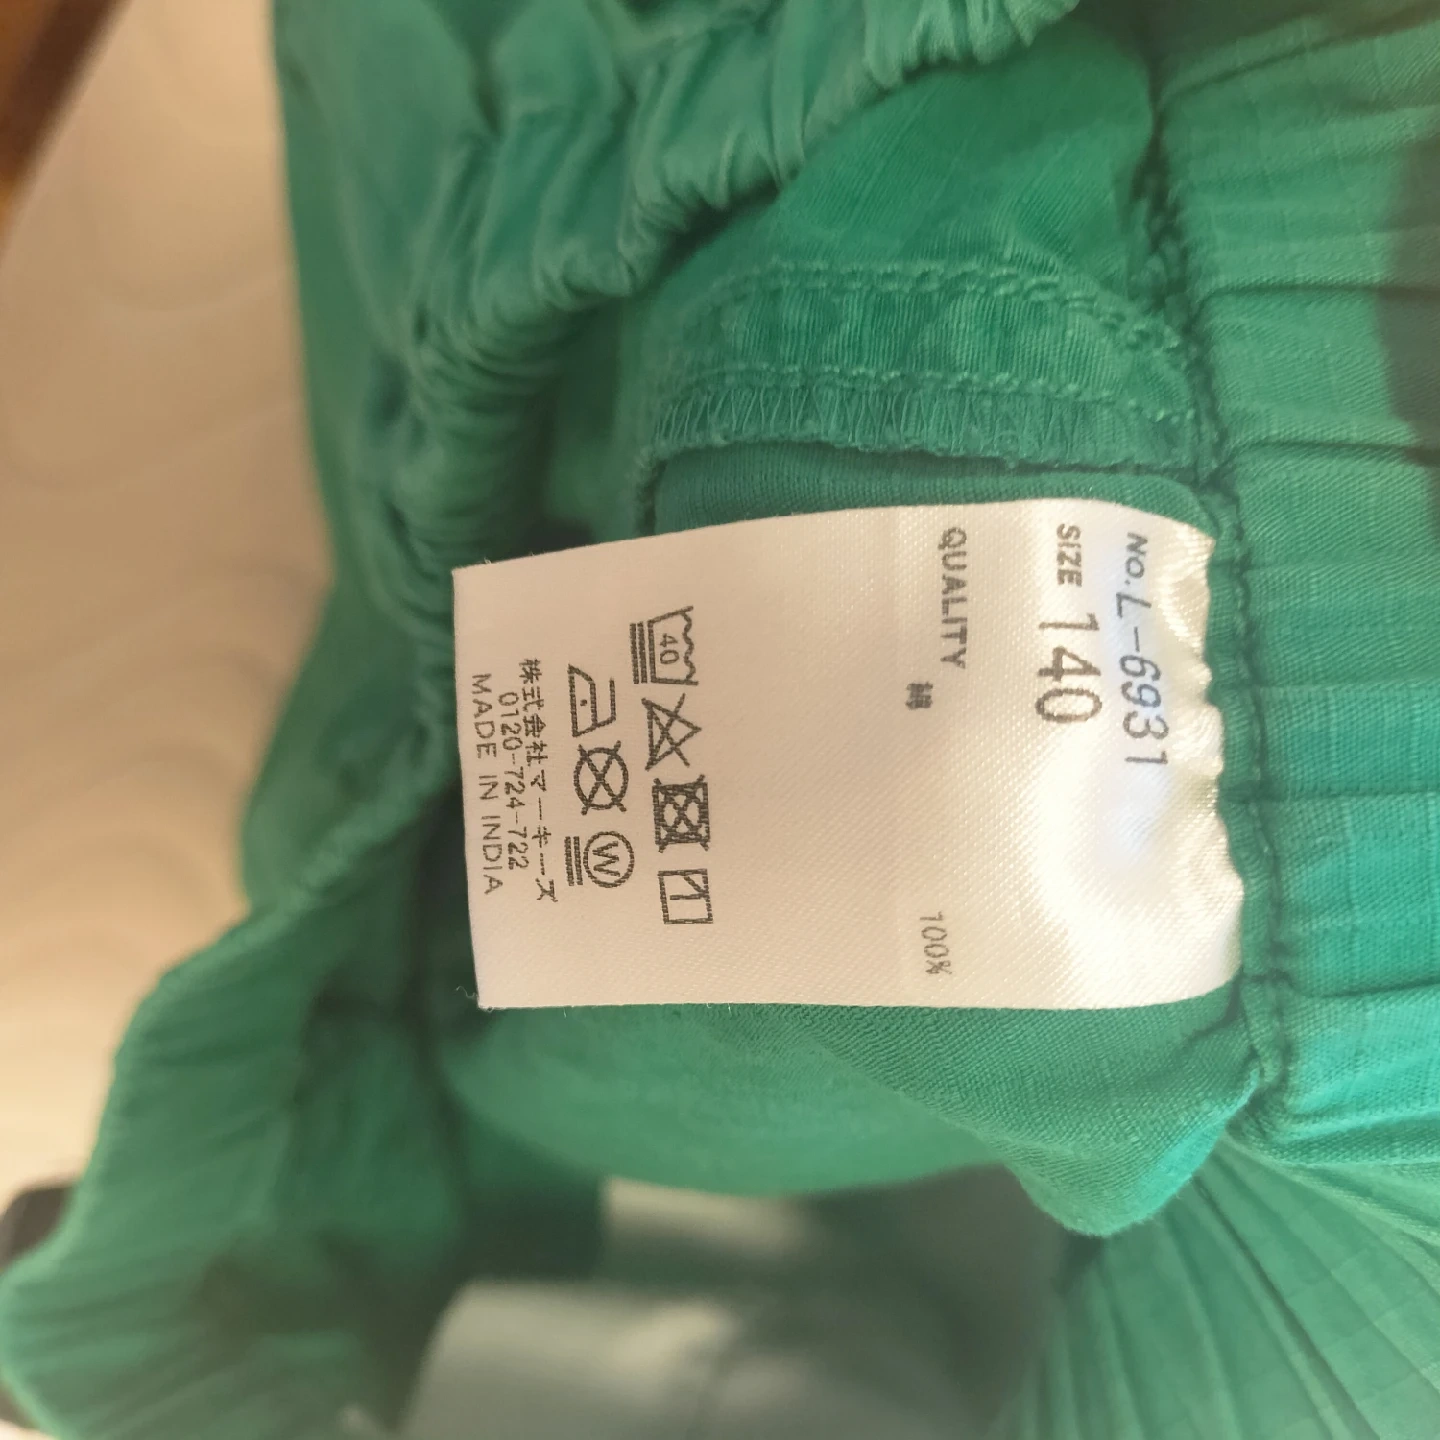 No. L-6931
SIZE 140
QUALITY
綿 100%
40
W
株式会社マーキーズ
0120-724-722
MADE IN INDIA